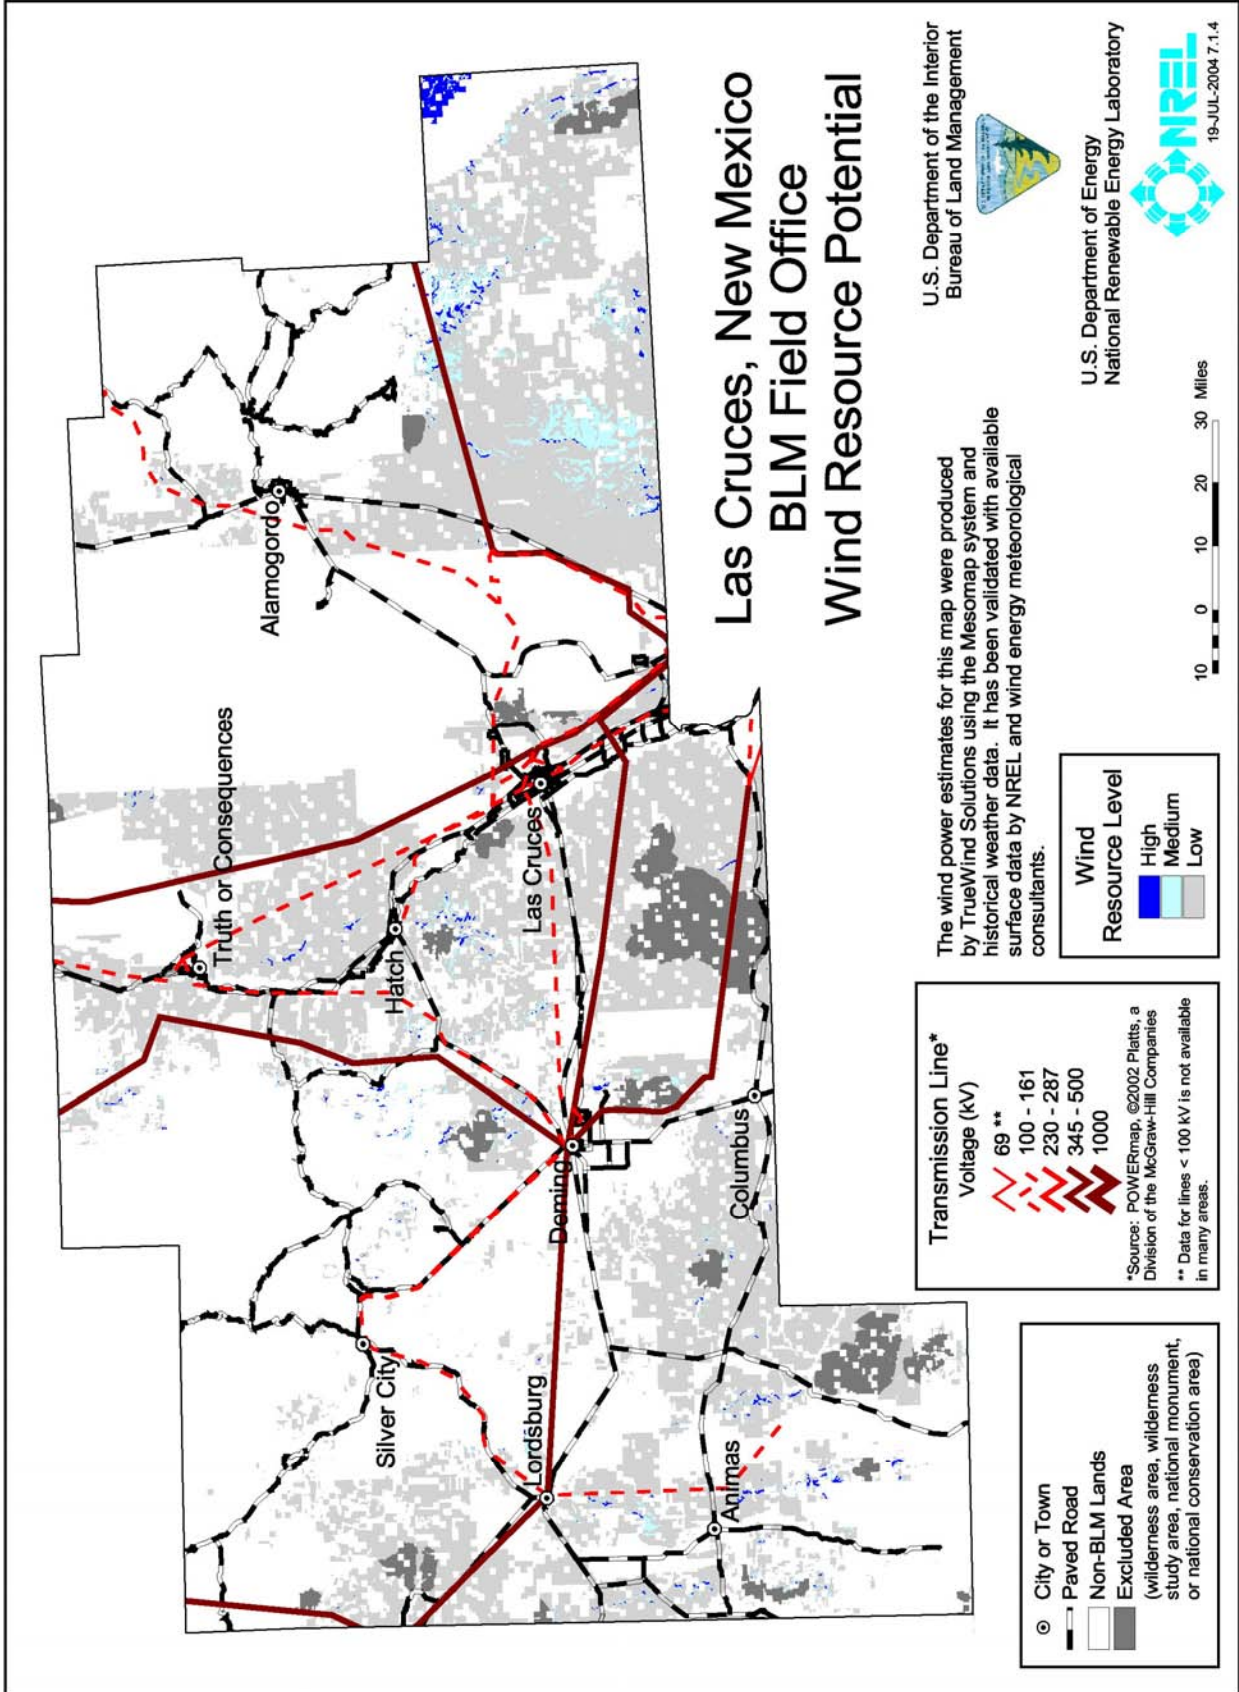 Las Cruces, New Mexico
BLM Field Office
Wind Resource Potential
Alamogordo
Truth or Consequences
Las Cruces
Hatch
Silver City
Deming
Columbus
Lordsburg
Animas
City or Town
Paved Road
Non-BLM Lands
Excluded Area
(wilderness area, wilderness
study area, national monument,
or national conservation area)
Transmission Line*
Voltage (kV)
69 **
100 - 161
230 - 287
345 - 500
1000
*Source: POWERmap, ©2002 Platts, a
Division of the McGraw-Hill Companies
** Data for lines < 100 kV is not available
in many areas.
The wind power estimates for this map were produced
by TrueWind Solutions using the Mesomap system and
historical weather data. It has been validated with available
surface data by NREL and wind energy meteorological
consultants.
Wind
Resource Level
High
Medium
Low
10 0 10 20 30 Miles
U.S. Department of the Interior
Bureau of Land Management
U.S. Department of Energy
National Renewable Energy Laboratory
NREL
19-JUL-2004 7.1.4